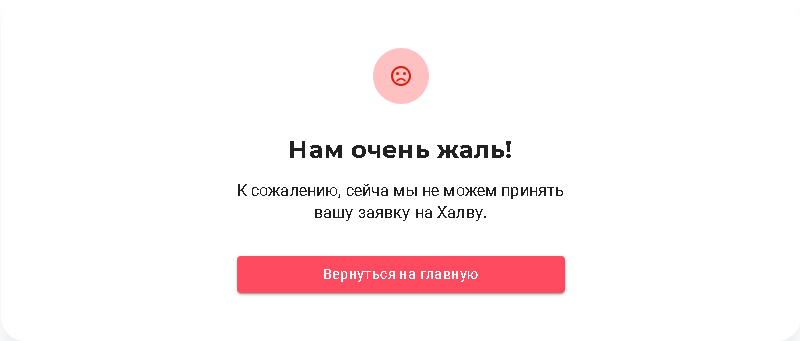 Нам очень жаль!
К сожалению, сейча мы не можем принять
вашу заявку на Халву.
Вернуться на главную